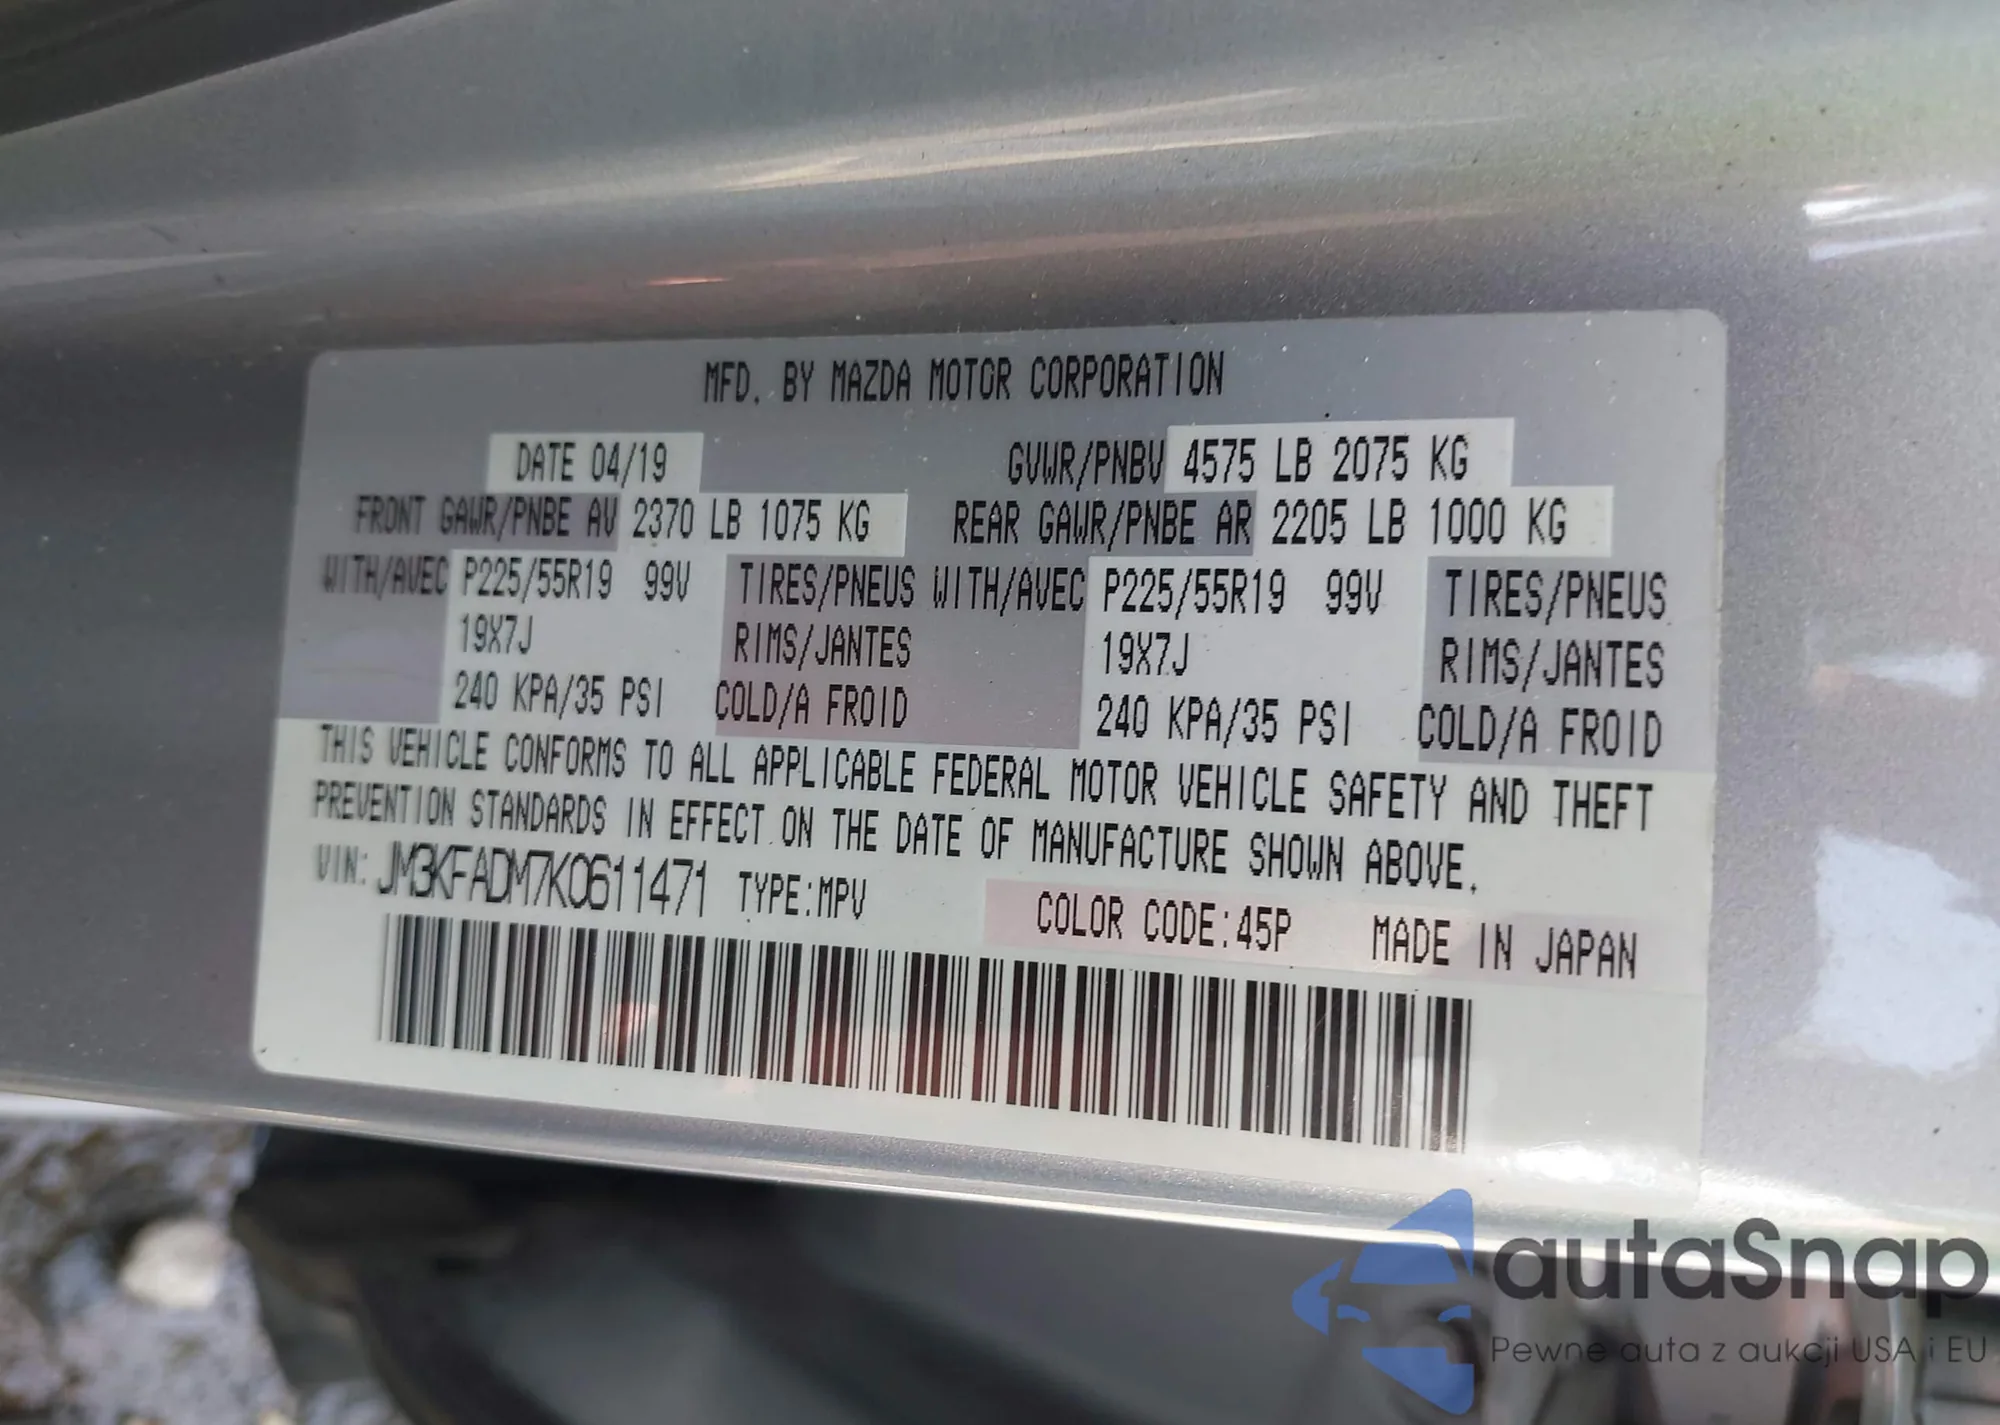 MFD. BY MAZDA MOTOR CORPORATION
DATE 04/19 GVWR/PNBV 4575 LB 2075 KG
FRONT GAWR/PNBE AV 2370 LB 1075 KG REAR GAWR/PNBE AR 2205 LB 1000 KG
WITH/AVEC P225/55R19 99V TIRES/PNEUS WITH/AVEC P225/55R19 99V TIRES/PNEUS
19X7J RIMS/JANTES 19X7J RIMS/JANTES
240 KPA/35 PSI COLD/A FROID 240 KPA/35 PSI COLD/A FROID
THIS VEHICLE CONFORMS TO ALL APPLICABLE FEDERAL MOTOR VEHICLE SAFETY AND THEFT
PREVENTION STANDARDS IN EFFECT ON THE DATE OF MANUFACTURE SHOWN ABOVE.
VIN: JM3KFADM7K0611471 TYPE:MPV COLOR CODE:45P MADE IN JAPAN
autaSnap
Pewne auta z aukcji USA i EU